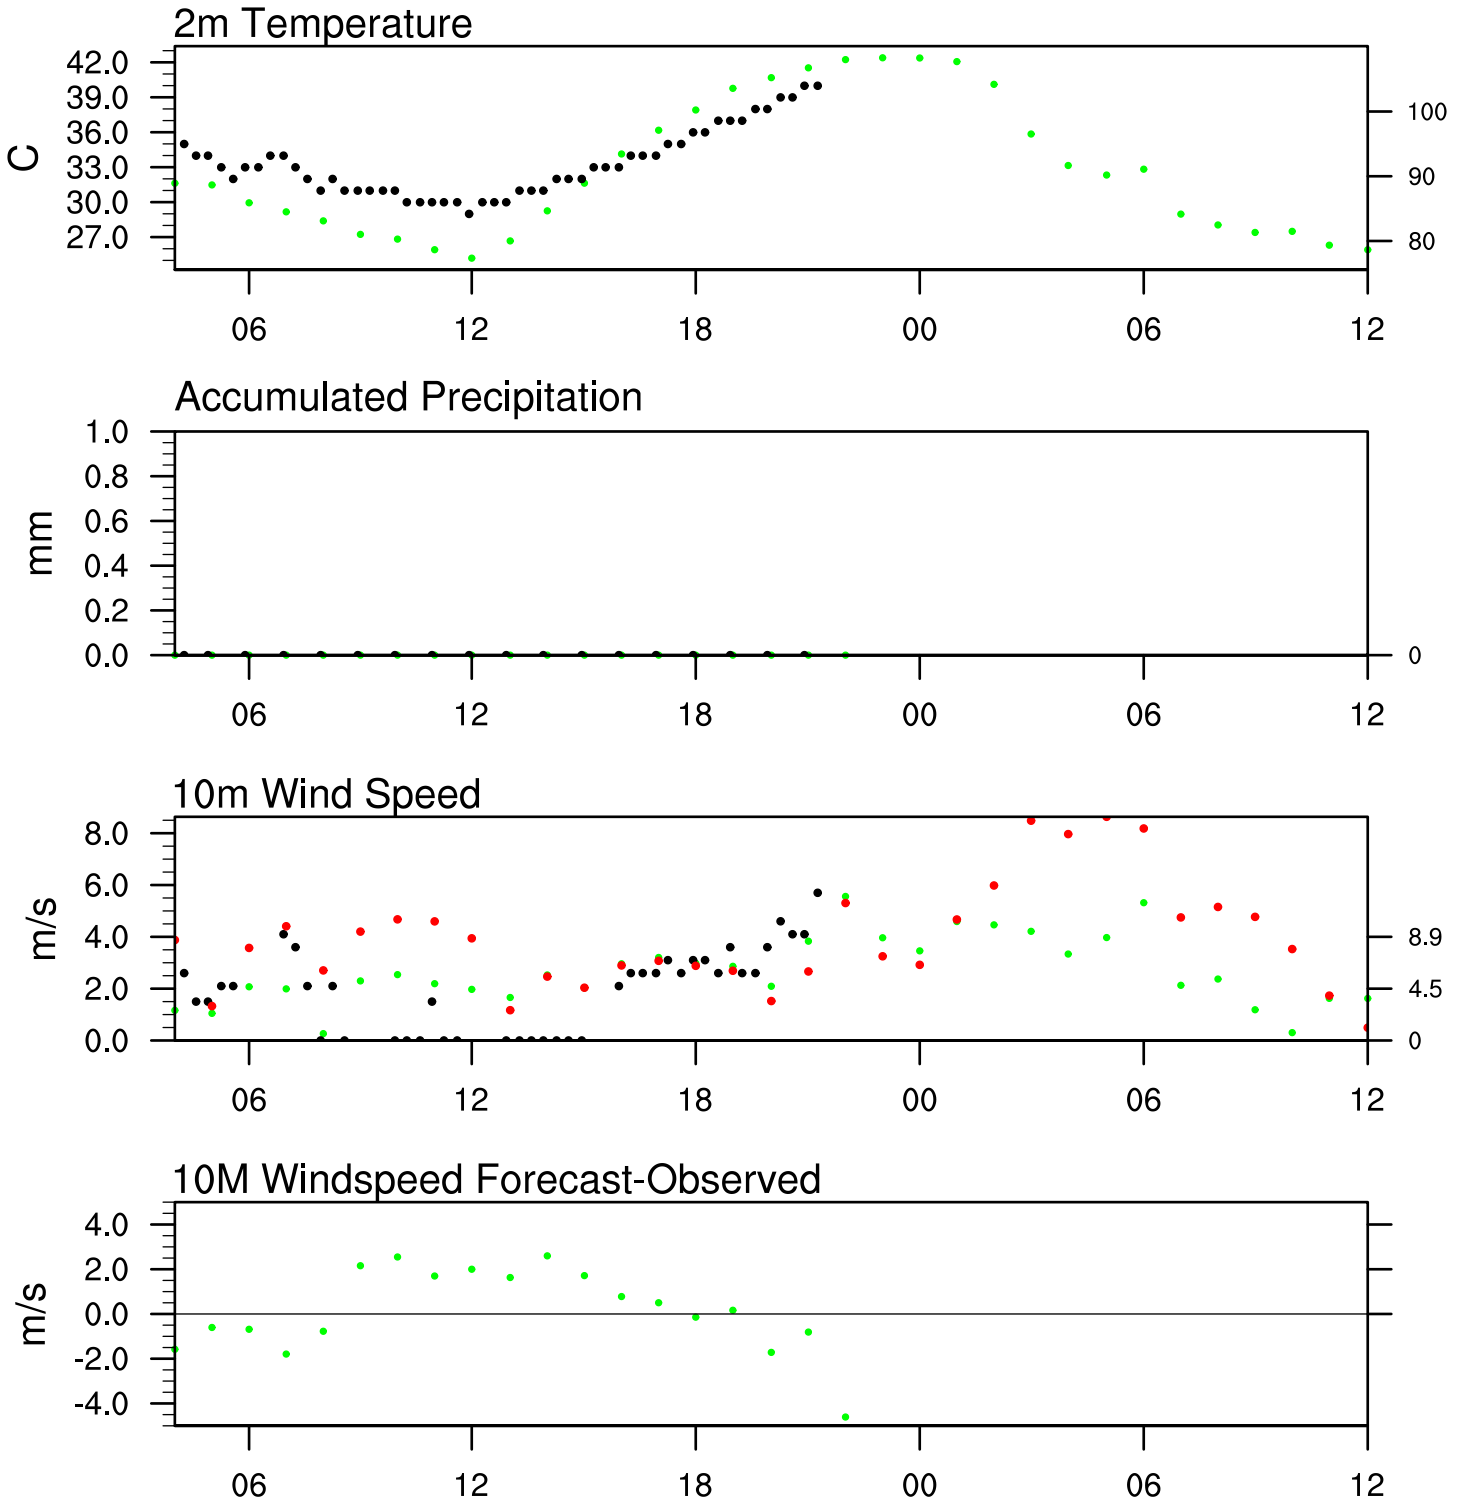 2m Temperature
42.0
39.0
36.0
33.0
30.0
27.0
C
100
90
80
06 12 18 00 06 12
Accumulated Precipitation
1.0
0.8
0.6
0.4
0.2
0.0
mm
0
06 12 18 00 06 12
10m Wind Speed
8.0
6.0
4.0
2.0
0.0
m/s
8.9
4.5
0
06 12 18 00 06 12
10M Windspeed Forecast-Observed
4.0
2.0
0.0
-2.0
-4.0
m/s
06 12 18 00 06 12